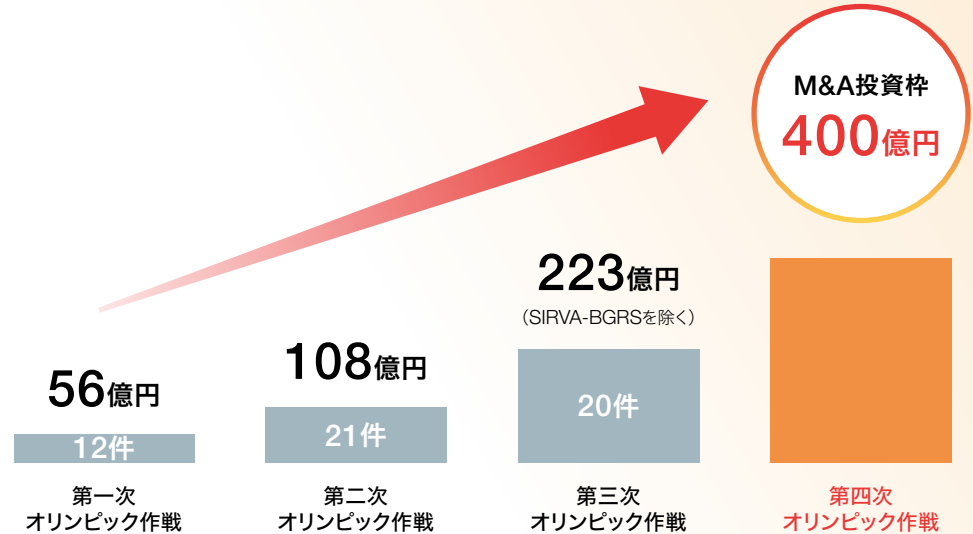 M&A投資枠
400億円
223億円
（SIRVA-BGRSを除く）
108億円
56億円
12件
21件
20件
第一次
オリンピック作戦
第二次
オリンピック作戦
第三次
オリンピック作戦
第四次
オリンピック作戦